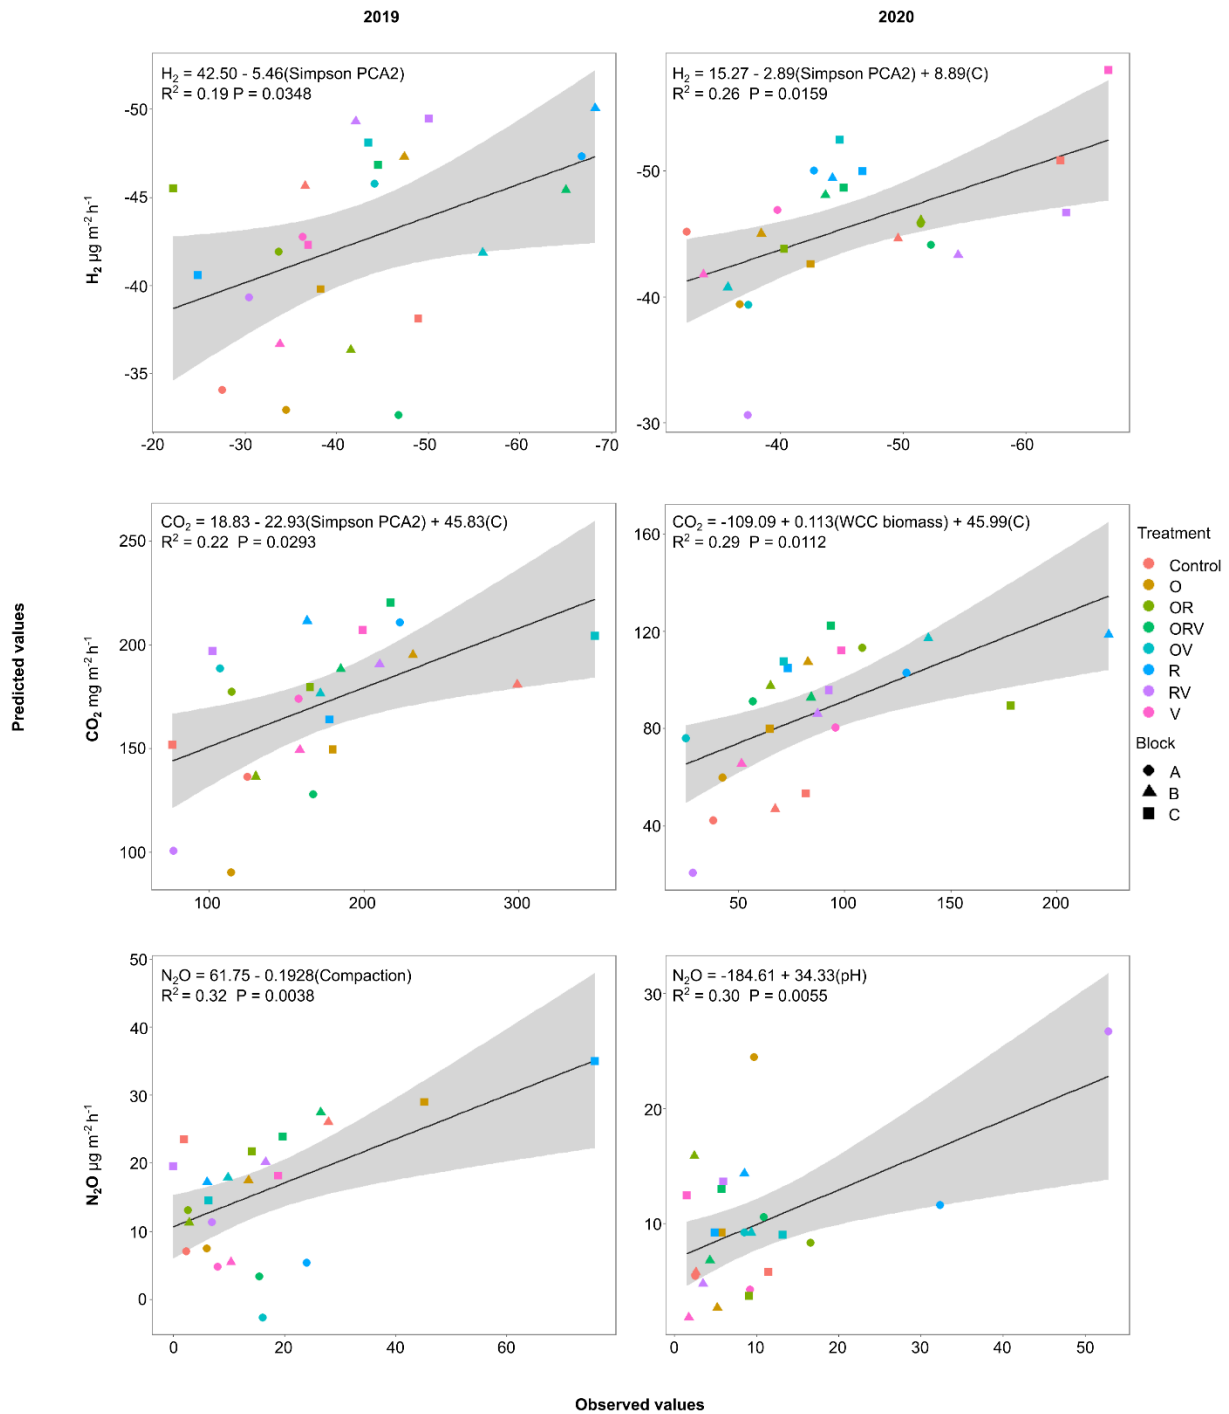 2019
2020
H₂ = 42.50 - 5.46(Simpson PCA2)
R² = 0.19 P = 0.0348
H₂ = 15.27 - 2.89(Simpson PCA2) + 8.89(C)
R² = 0.26 P = 0.0159
H₂ µg m⁻² h⁻¹
-50
-45
-40
-35
-20
-30
-40
-50
-60
-70
-50
-40
-30
-40
-50
-60
CO₂ = 18.83 - 22.93(Simpson PCA2) + 45.83(C)
R² = 0.22 P = 0.0293
CO₂ = -109.09 + 0.113(WCC biomass) + 45.99(C)
R² = 0.29 P = 0.0112
Predicted values
CO₂ mg m⁻² h⁻¹
250
200
150
100
100
200
300
160
120
80
40
50
100
150
200
Treatment
Control
O
OR
ORV
OV
R
RV
V
Block
A
B
C
N₂O = 61.75 - 0.1928(Compaction)
R² = 0.32 P = 0.0038
N₂O = -184.61 + 34.33(pH)
R² = 0.30 P = 0.0055
N₂O µg m⁻² h⁻¹
50
40
30
20
10
0
0
20
40
60
30
20
10
0
10
20
30
40
50
Observed values